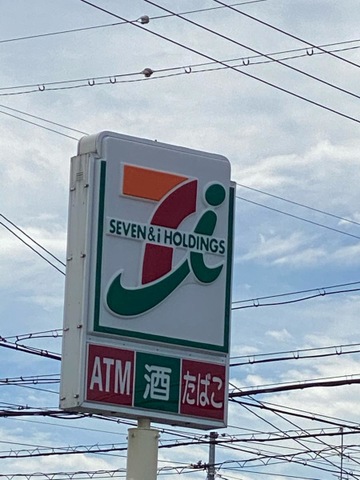 SEVEN&i HOLDINGS
ATM 酒 たばこ